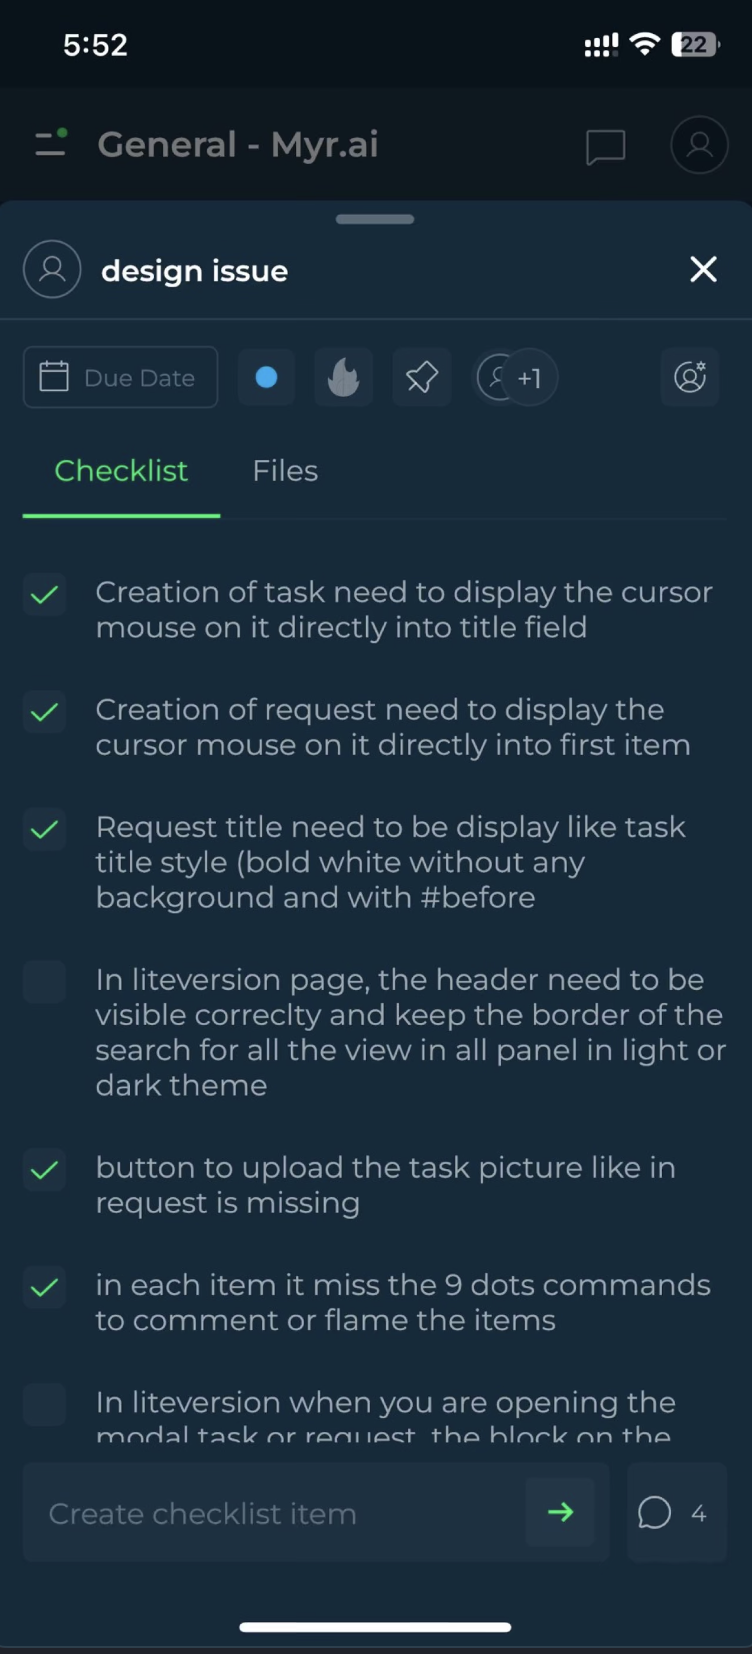 5:52
22
General - Myr.ai
design issue
Due Date
+1
Checklist
Files
Creation of task need to display the cursor
mouse on it directly into title field
Creation of request need to display the
cursor mouse on it directly into first item
Request title need to be display like task
title style (bold white without any
background and with #before
In liteversion page, the header need to be
visible correclty and keep the border of the
search for all the view in all panel in light or
dark theme
button to upload the task picture like in
request is missing
in each item it miss the 9 dots commands
to comment or flame the items
In liteversion when you are opening the
modal task or request, the block on the
Create checklist item
4